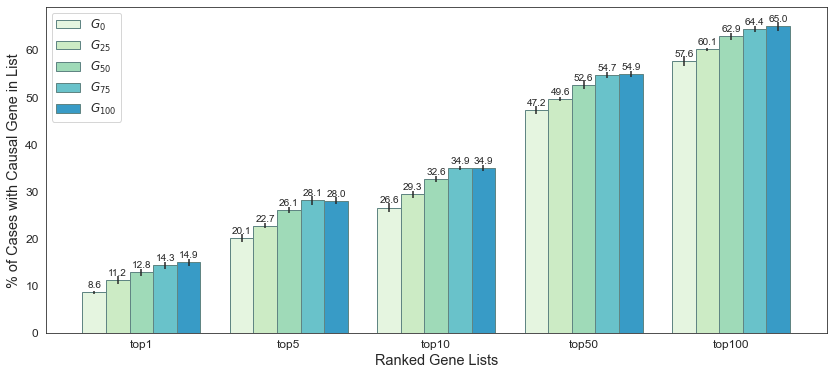 G0
G25
G50
G75
G100
% of Cases with Causal Gene in List
60
50
40
30
20
10
0
8.6 11.2 12.8 14.3 14.9
20.1 22.7 26.1 28.1 28.0
26.6 29.3 32.6 34.9 34.9
47.2 49.6 52.6 54.7 54.9
57.6 60.1 62.9 64.4 65.0
top1 top5 top10 top50 top100
Ranked Gene Lists